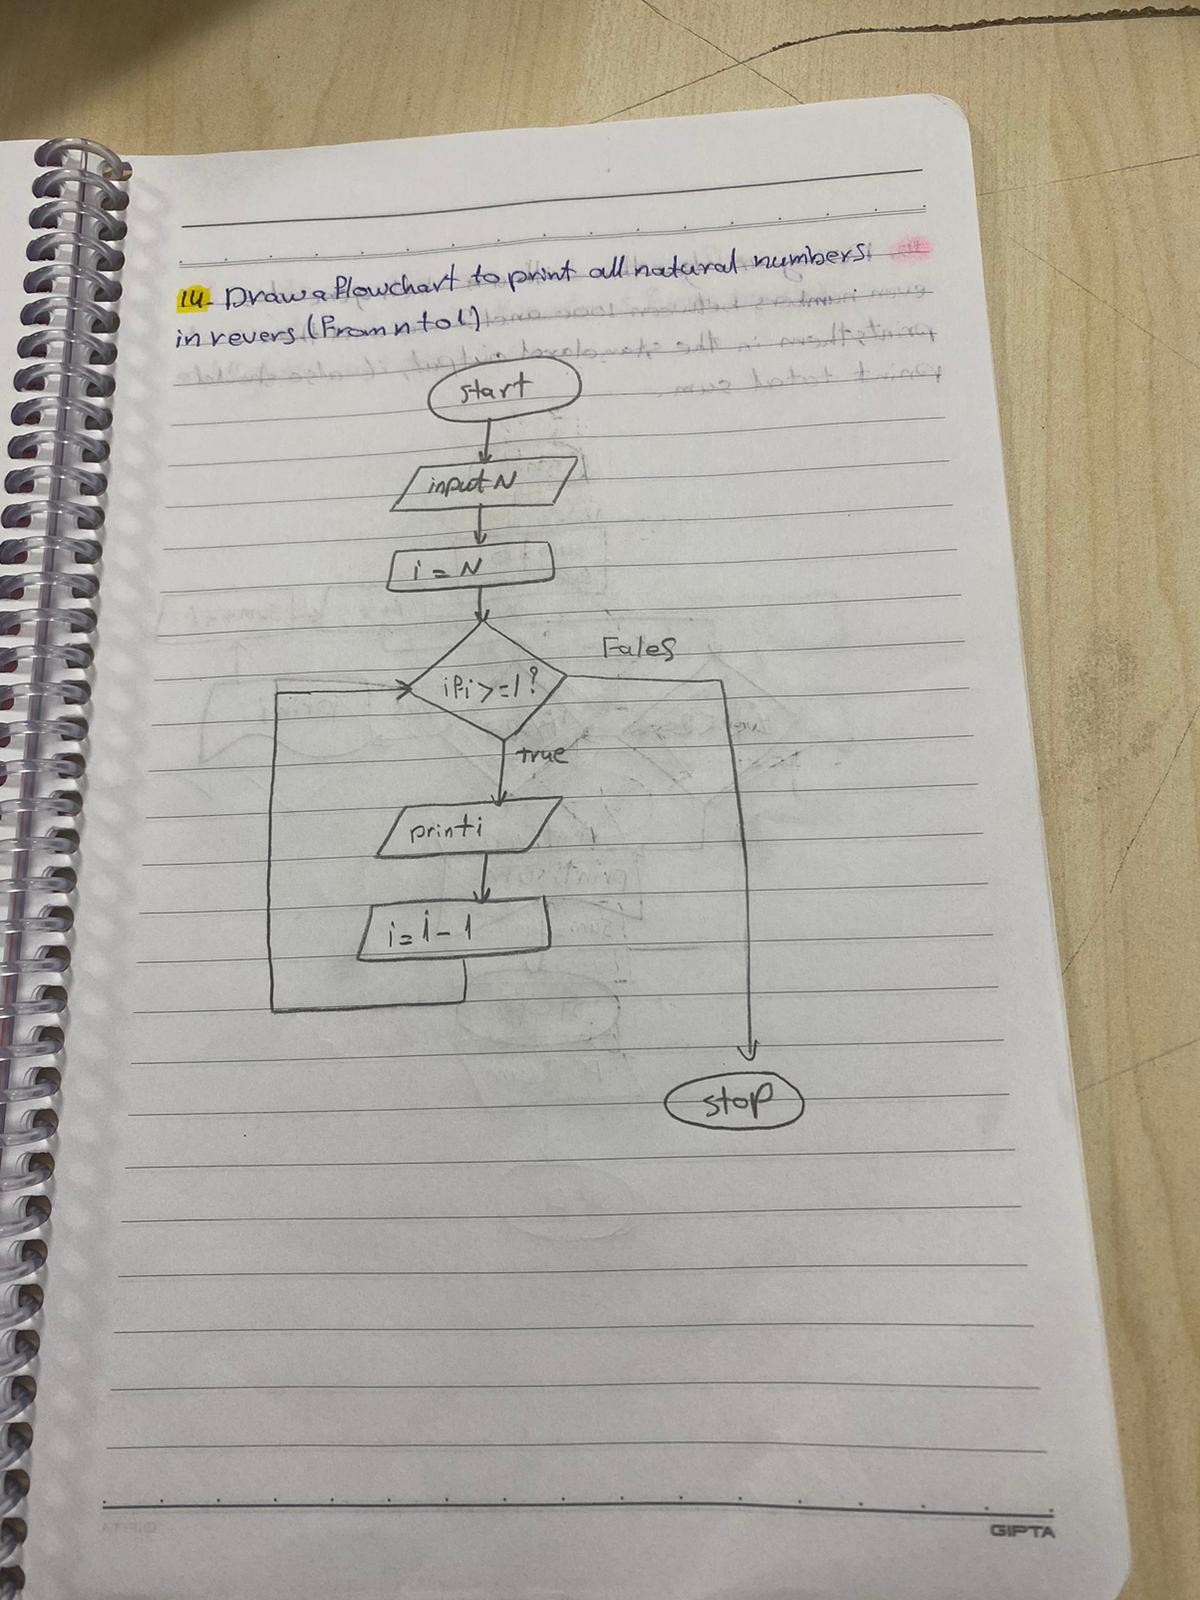 14- Draw a flowchart to print all natural numbers
in revers (From n to 1)
start
input N
i = N
if i >= 1 ?
Fales
true
print i
i = i - 1
stop
GIPTA